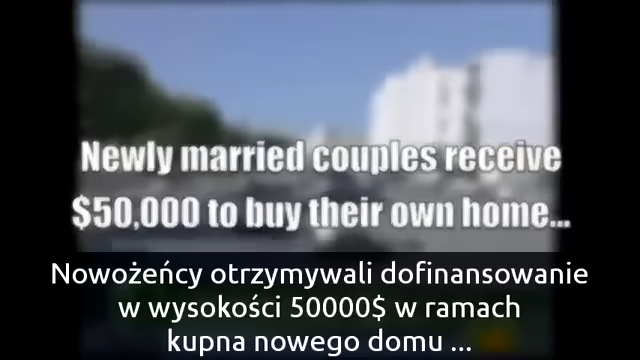 Newly married couples receive
$50,000 to buy their own home...
Nowożeńcy otrzymywali dofinansowanie
w wysokości 50000$ w ramach
kupna nowego domu ...